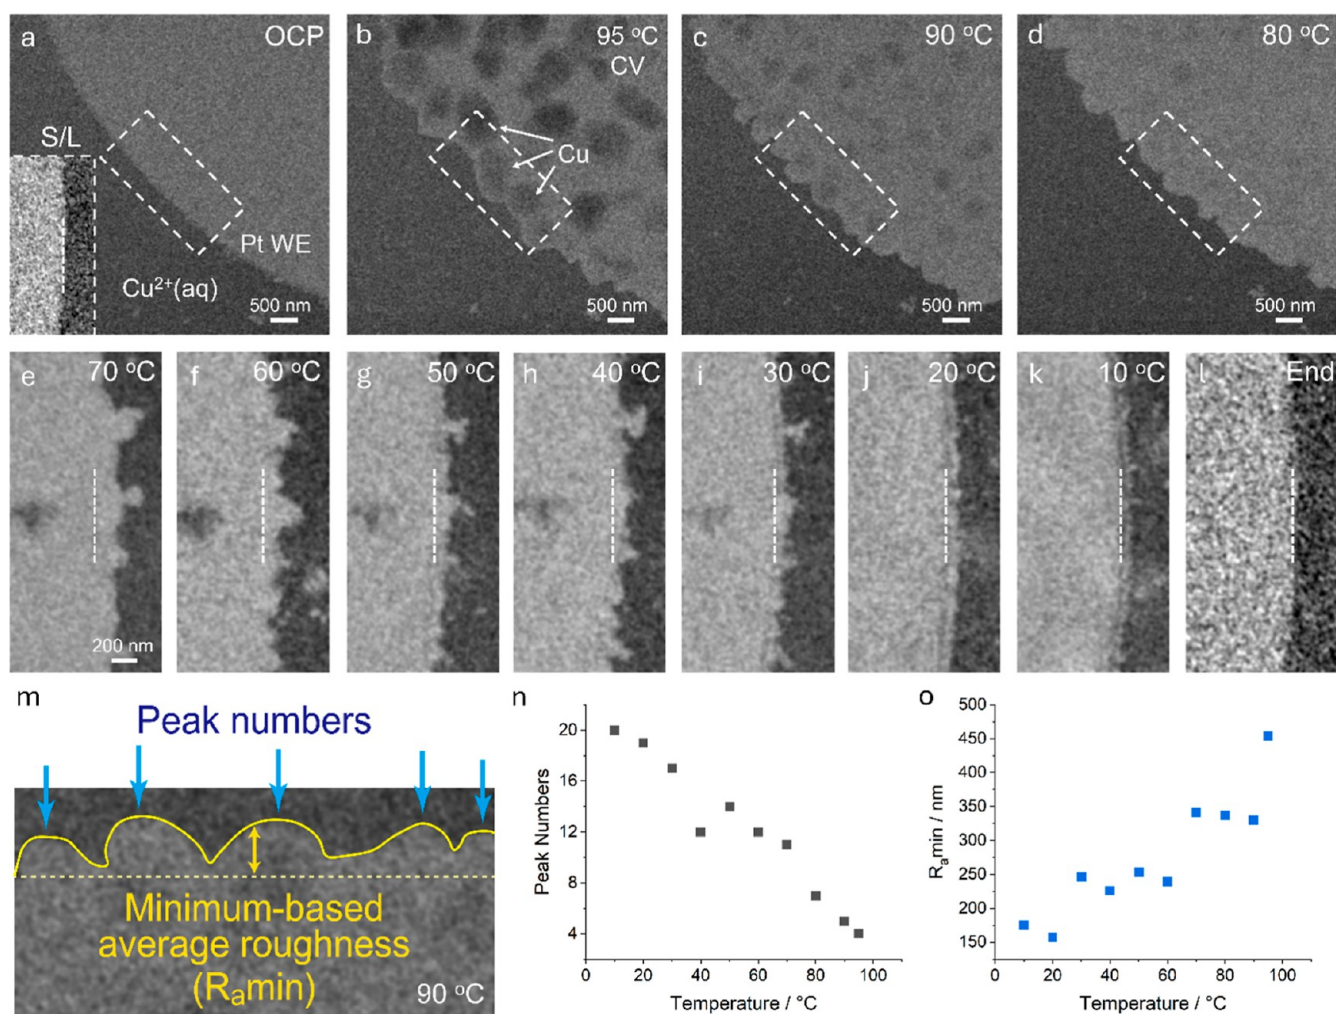 a
OCP
S/L
Pt WE
Cu²⁺(aq)
500 nm
b
95 °C
CV
Cu
500 nm
c
90 °C
500 nm
d
80 °C
500 nm
e
70 °C
200 nm
f
60 °C
g
50 °C
h
40 °C
i
30 °C
j
20 °C
k
10 °C
l
End
m
Peak numbers
Minimum-based
average roughness
(Rₐmin)
90 °C
n
Peak Numbers
20
16
12
8
4
0 20 40 60 80 100
Temperature / °C
o
Rₐmin / nm
500
450
400
350
300
250
200
150
0 20 40 60 80 100
Temperature / °C